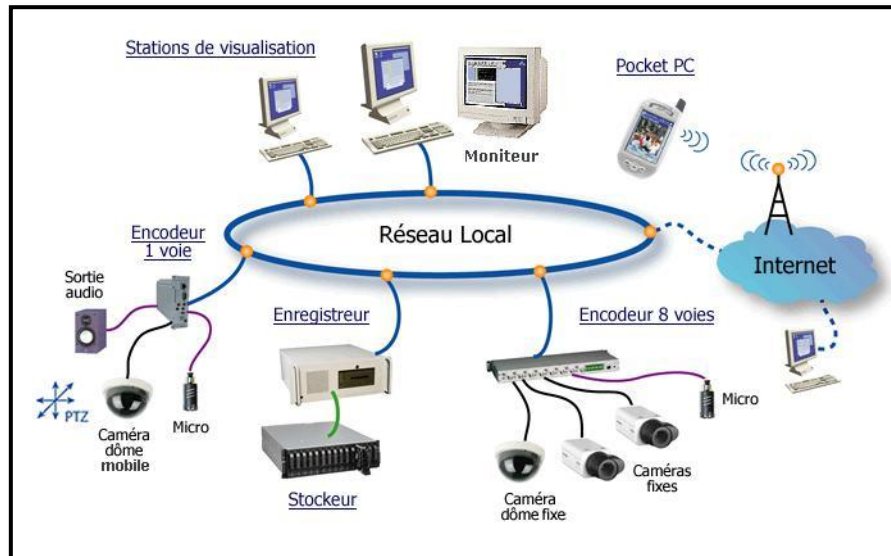 Stations de visualisation
Pocket PC
Moniteur
Réseau Local
Internet
Encodeur
1 voie
Sortie
audio
PTZ
Caméra
dôme
mobile
Micro
Enregistreur
Stockeur
Encodeur 8 voies
Micro
Caméra
dôme fixe
Caméras
fixes